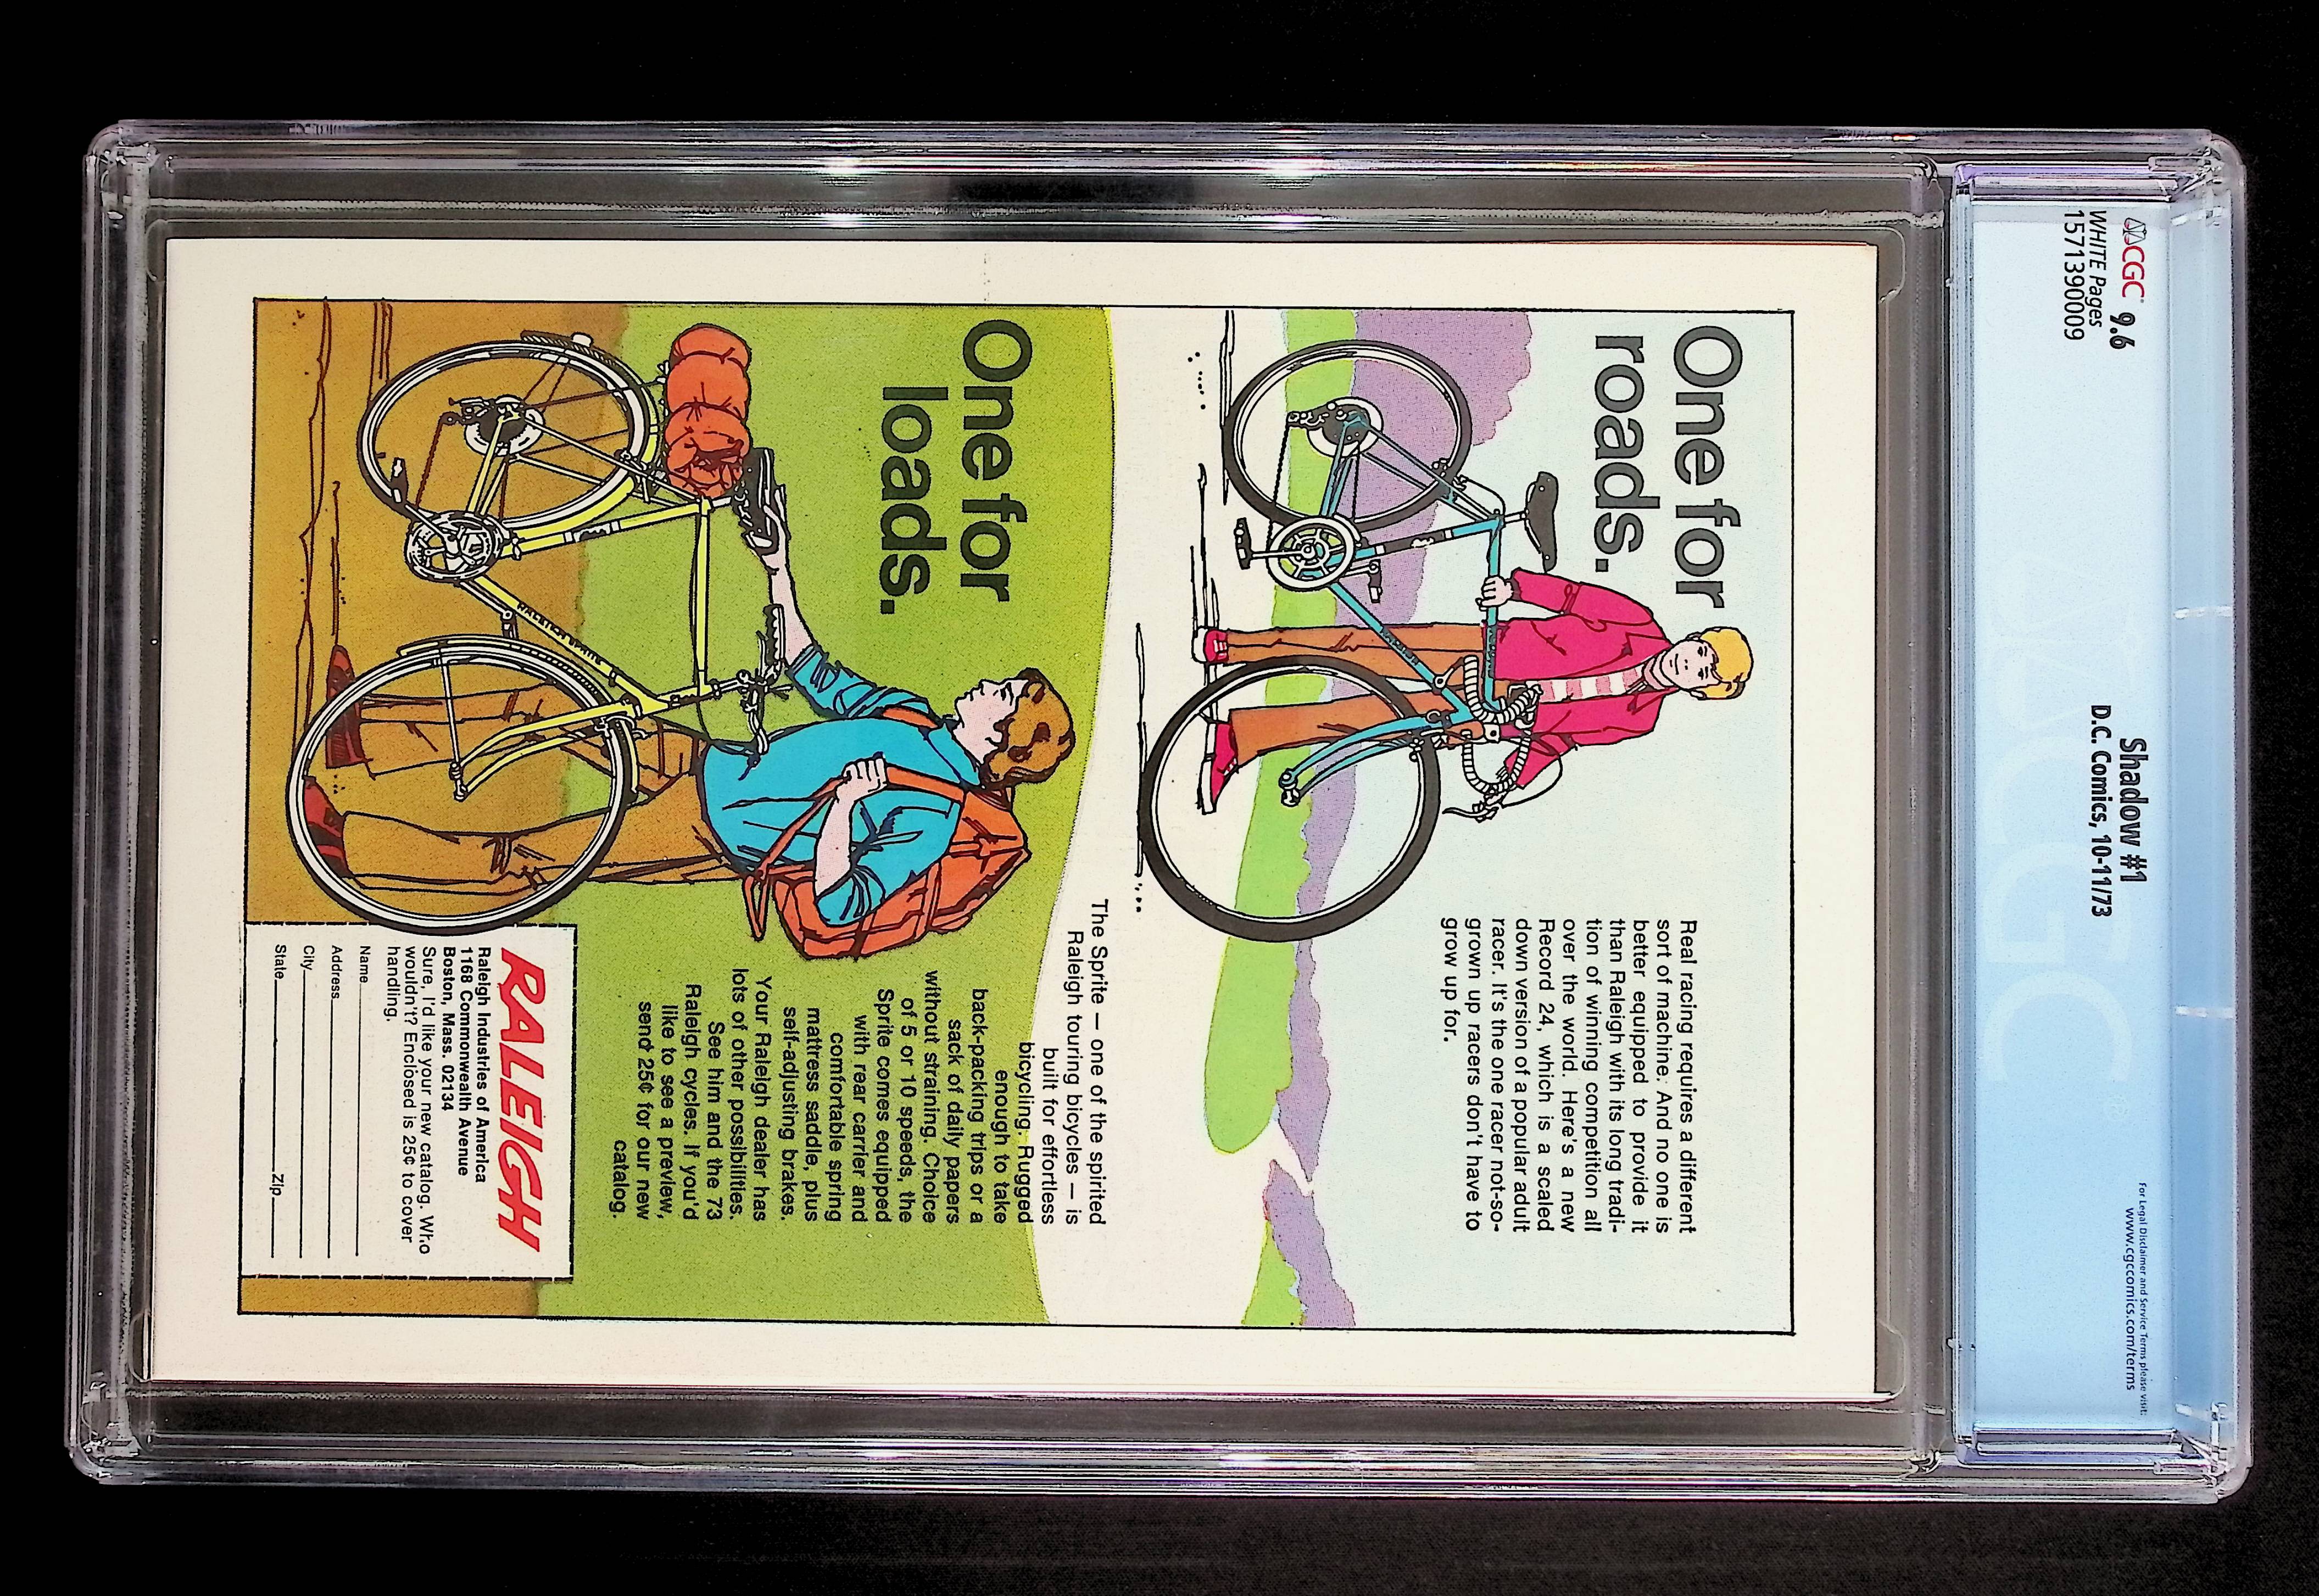 CGC 9.6
WHITE Pages
1571390009
Shadow #1
D.C. Comics, 10-11/73
For Legal Disclaimer and Service Terms please visit:
www.cgccomics.com/terms
CGC
One for
roads.
Real racing requires a different
sort of machine. And no one is
better equipped to provide it
than Raleigh with its long tradi-
tion of winning competition all
over the world. Here's a new
Record 24, which is a scaled
down version of a popular adult
racer. It's the one racer not-so-
grown up racers don't have to
grow up for.
One for
loads.
RALEIGH SPRITE
The Sprite — one of the spirited
Raleigh touring bicycles — is
built for effortless
bicycling. Rugged
enough to take
back-packing trips or a
sack of daily papers
without straining. Choice
of 5 or 10 speeds, the
Sprite comes equipped
with rear carrier and
comfortable spring
mattress saddle, plus
self-adjusting brakes.
Your Raleigh dealer has
lots of other possibilities.
See him and the 73
Raleigh cycles. If you'd
like to see a preview,
send 25¢ for our new
catalog.
RALEIGH
Raleigh Industries of America
1168 Commonwealth Avenue
Boston, Mass. 02134
Sure, I'd like your new catalog. Who
wouldn't? Enclosed is 25¢ to cover
handling.
Name
Address
City
State Zip